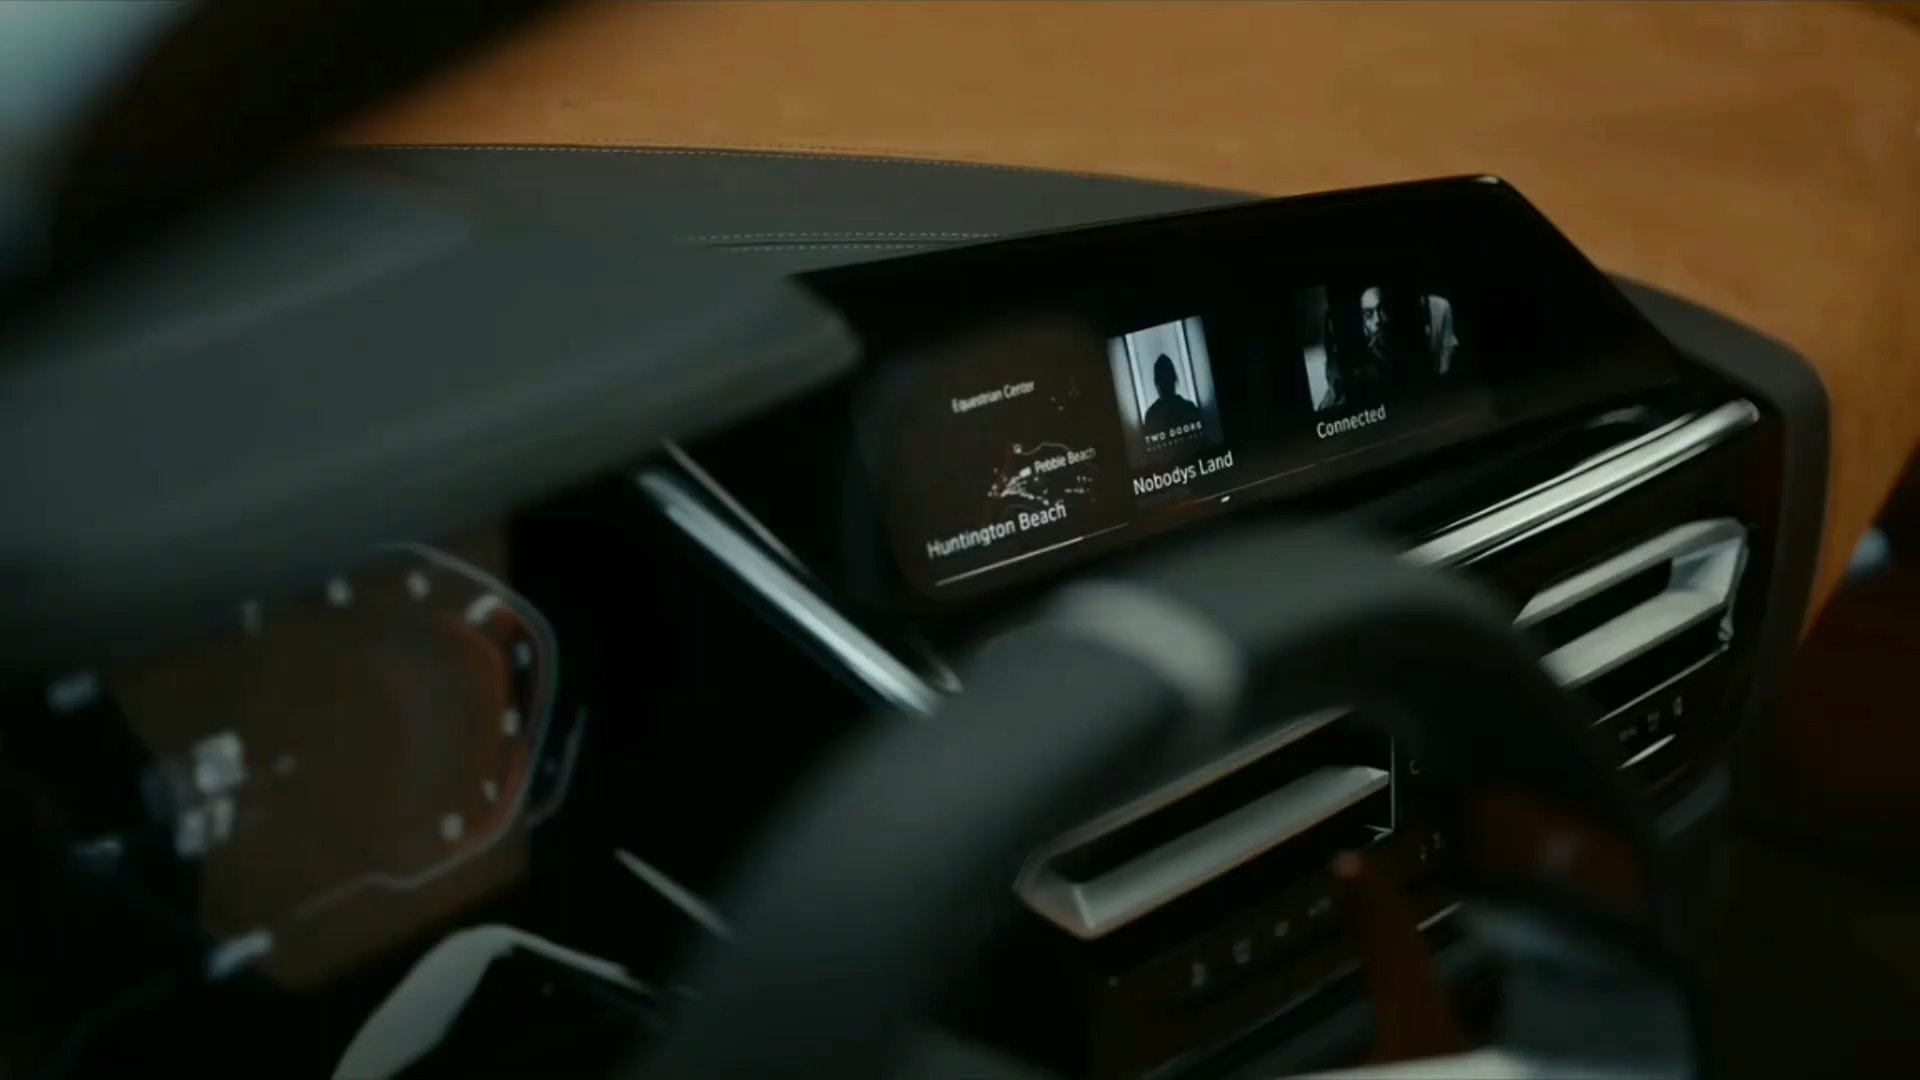 Equestrian Center
Pebble Beach
Huntington Beach
TWO DOORS
Nobodys Land
Connected